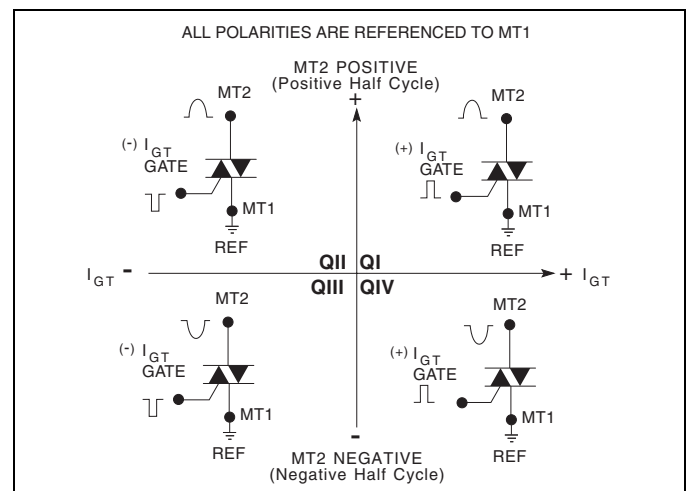 ALL POLARITIES ARE REFERENCED TO MT1
MT2 POSITIVE
(Positive Half Cycle)
+
MT2
(-) IGT
GATE
MT1
REF
MT2
(+) IGT
GATE
MT1
REF
QII QI
IGT -
+ IGT
QIII QIV
MT2
(-) IGT
GATE
MT1
REF
MT2
(+) IGT
GATE
MT1
REF
-
MT2 NEGATIVE
(Negative Half Cycle)